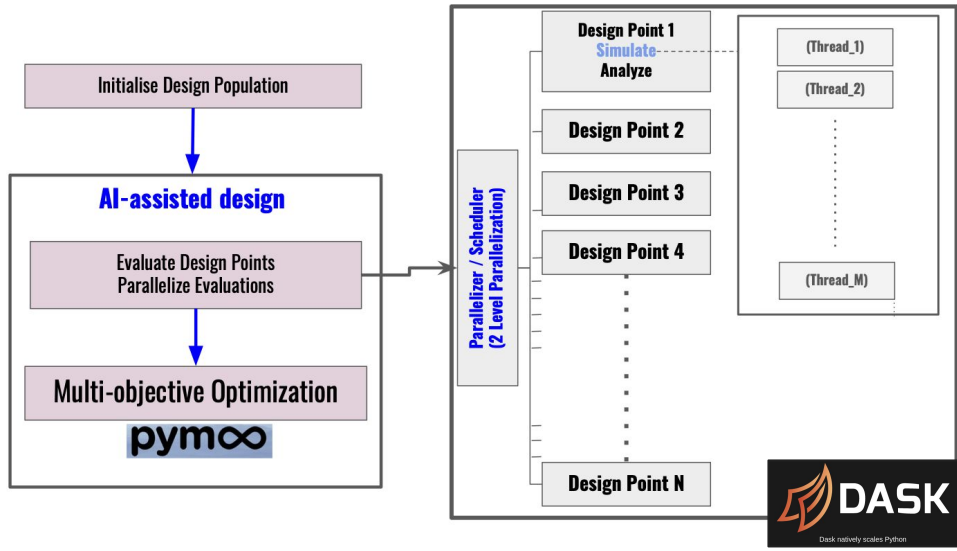 Initialise Design Population
AI-assisted design
Evaluate Design Points
Parallelize Evaluations
Multi-objective Optimization
pymoo
Parallelizer / Scheduler
(2 Level Parallelization)
Design Point 1
Simulate
Analyze
Design Point 2
Design Point 3
Design Point 4
Design Point N
(Thread_1)
(Thread_2)
(Thread_M)
DASK
Dask natively scales Python